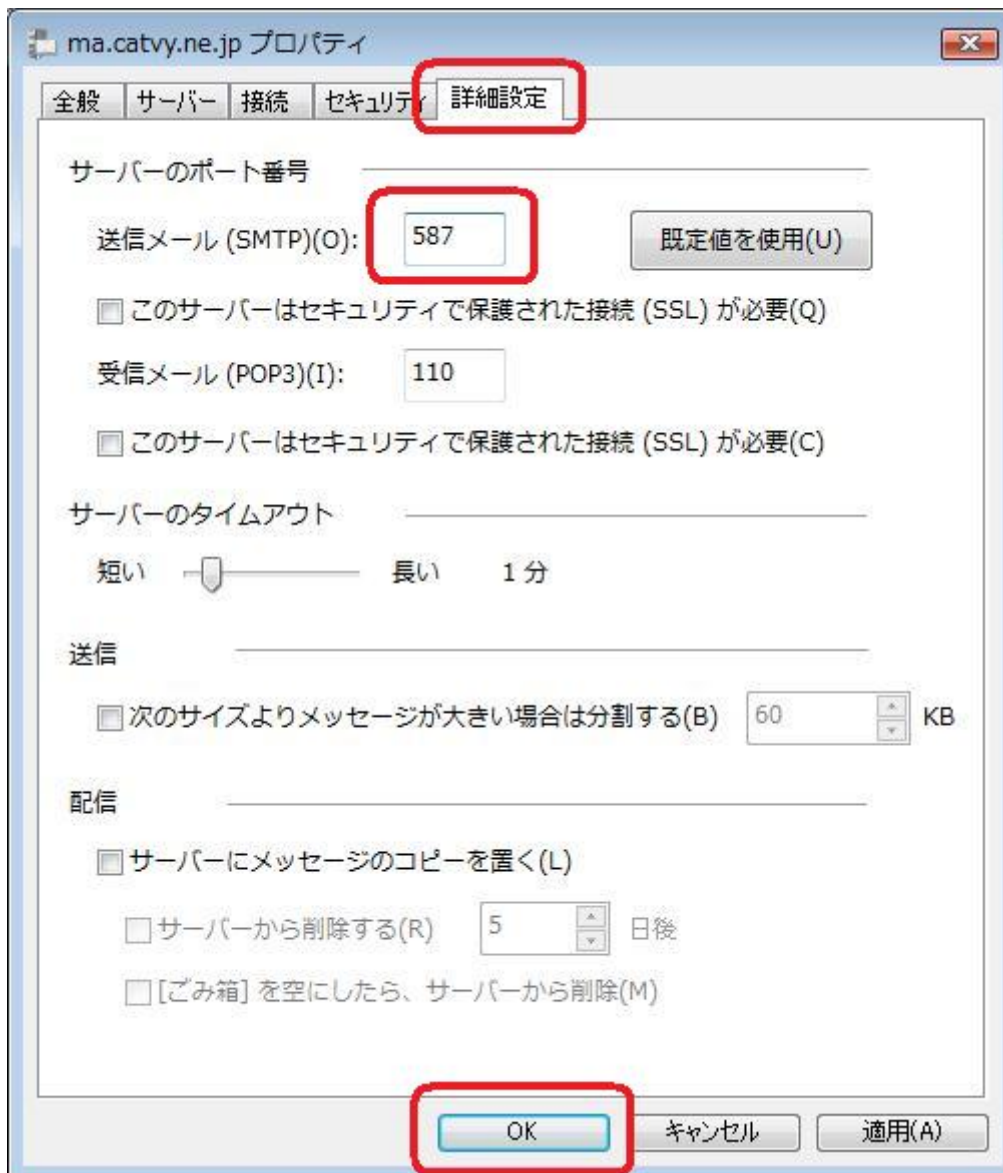 ma.catvy.ne.jp プロパティ
全般 サーバー 接続 セキュリティ 詳細設定
サーバーのポート番号
送信メール (SMTP)(O): 587 既定値を使用(U)
このサーバーはセキュリティで保護された接続 (SSL) が必要(Q)
受信メール (POP3)(I): 110
このサーバーはセキュリティで保護された接続 (SSL) が必要(C)
サーバーのタイムアウト
短い 長い 1 分
送信
次のサイズよりメッセージが大きい場合は分割する(B) 60 KB
配信
サーバーにメッセージのコピーを置く(L)
サーバーから削除する(R) 5 日後
[ごみ箱] を空にしたら、サーバーから削除(M)
OK キャンセル 適用(A)